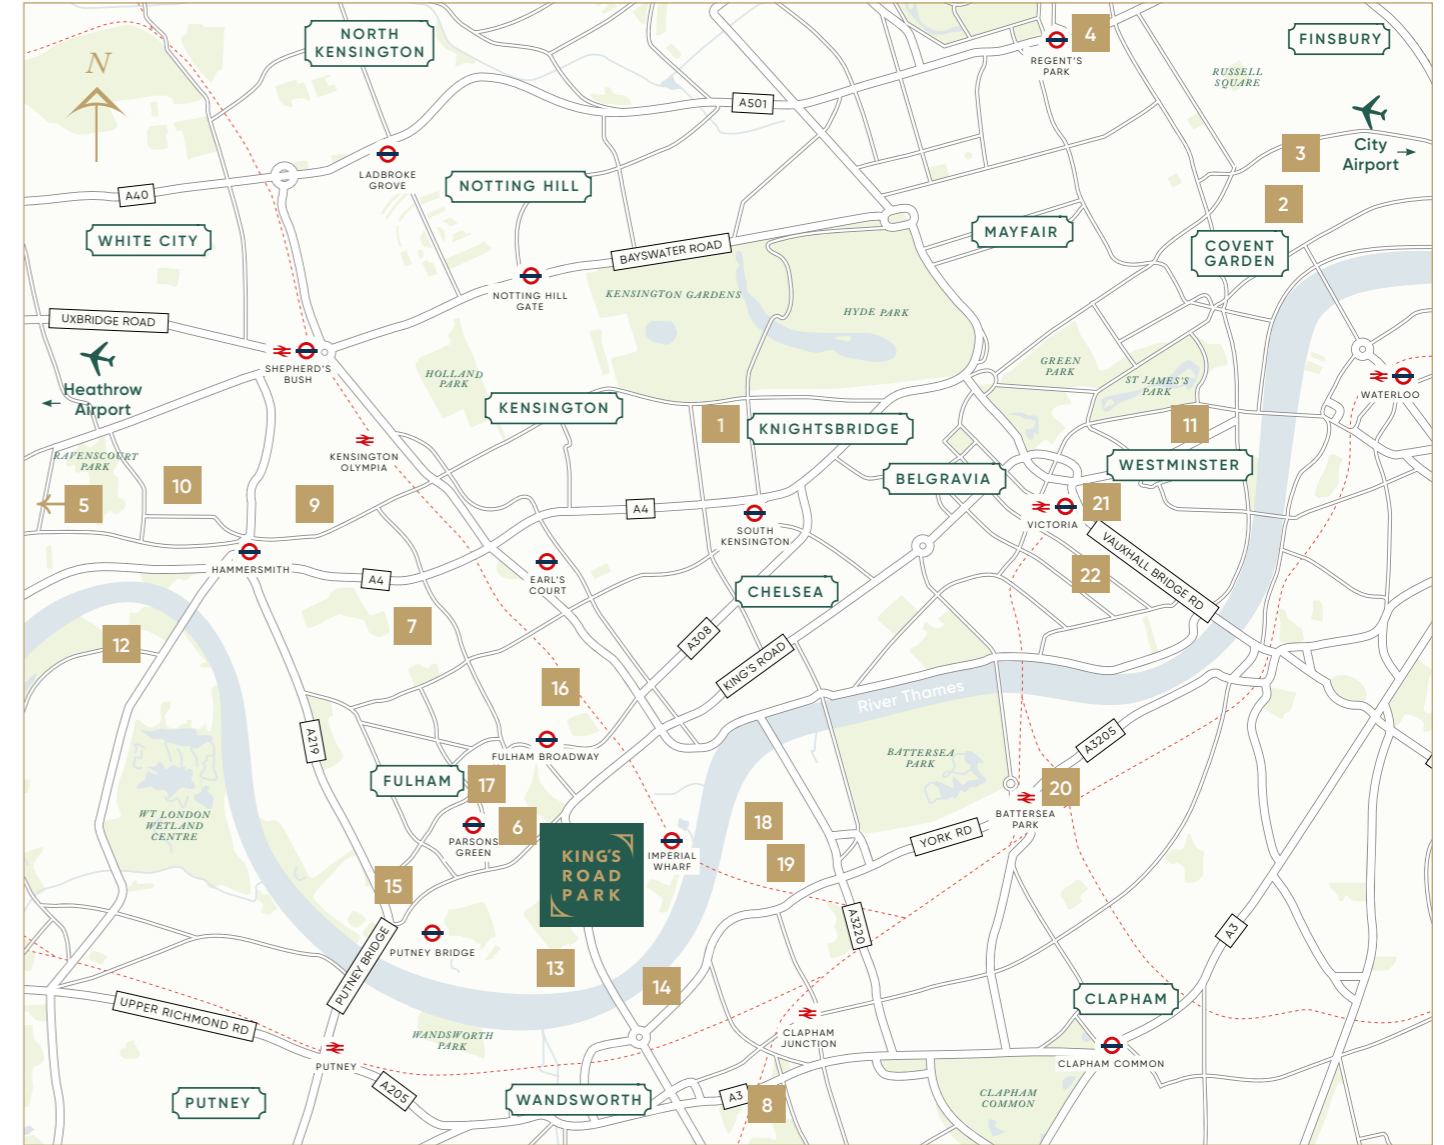 NORTH
KENSINGTON
4
REGENT'S
PARK
FINSBURY
N
RUSSELL
SQUARE
A501
City
Airport
3
LADBROKE
GROVE
A40
NOTTING HILL
2
WHITE CITY
MAYFAIR
COVENT
GARDEN
BAYSWATER ROAD
NOTTING HILL
GATE
KENSINGTON GARDENS
HYDE PARK
UXBRIDGE ROAD
SHEPHERD'S
BUSH
Heathrow
Airport
HOLLAND
PARK
GREEN
PARK
ST JAMES'S
PARK
WATERLOO
KENSINGTON
1
KNIGHTSBRIDGE
11
RAVENSCOURT
PARK
KENSINGTON
OLYMPIA
WESTMINSTER
BELGRAVIA
10
5
9
A4
SOUTH
KENSINGTON
VICTORIA
21
HAMMERSMITH
A4
EARL'S
COURT
VAUXHALL BRIDGE RD
22
CHELSEA
7
12
A308
KING'S ROAD
16
River Thames
A219
FULHAM BROADWAY
A3205
BATTERSEA
PARK
FULHAM
17
20
BATTERSEA
PARK
WT LONDON
WETLAND
CENTRE
PARSONS
GREEN
6
KING'S
ROAD
PARK
IMPERIAL
WHARF
18
YORK RD
19
15
PUTNEY BRIDGE
PUTNEY BRIDGE
A3220
A3
13
14
CLAPHAM
UPPER RICHMOND RD
WANDSWORTH
PARK
CLAPHAM
JUNCTION
PUTNEY
CLAPHAM COMMON
A205
PUTNEY
WANDSWORTH
A3
8
CLAPHAM
COMMON